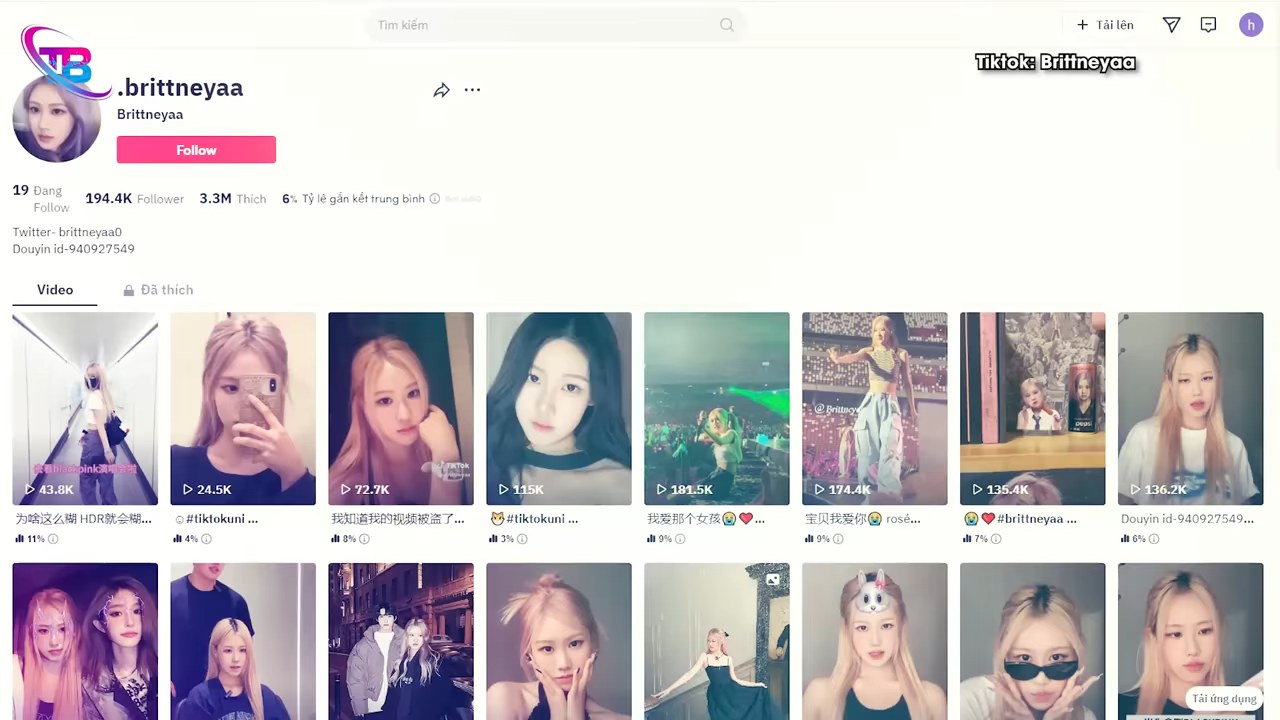 TB
Tìm kiếm
+ Tải lên
h
Tiktok: Brittneyaa
.brittneyaa
Brittneyaa
Follow
19 Đang Follow
194.4K Follower
3.3M Thích
6% Tỷ lệ gắn kết trung bình
Twitter- brittneyaa0
Douyin id-940927549
Video
Đã thích
@Brittneya
TikTok
pepsi
43.8K
24.5K
72.7K
115K
181.5K
174.4K
135.4K
136.2K
为啥这么糊 HDR就会糊...
☺#tiktokuni ...
我知道我的视频被盗了...
🐱#tiktokuni ...
我爱那个女孩😭❤️...
宝贝我爱你😭 rosé...
😭❤️#brittneyaa ...
Douyin id-940927549...
11%
4%
8%
3%
9%
9%
7%
6%
Tải ứng dụng